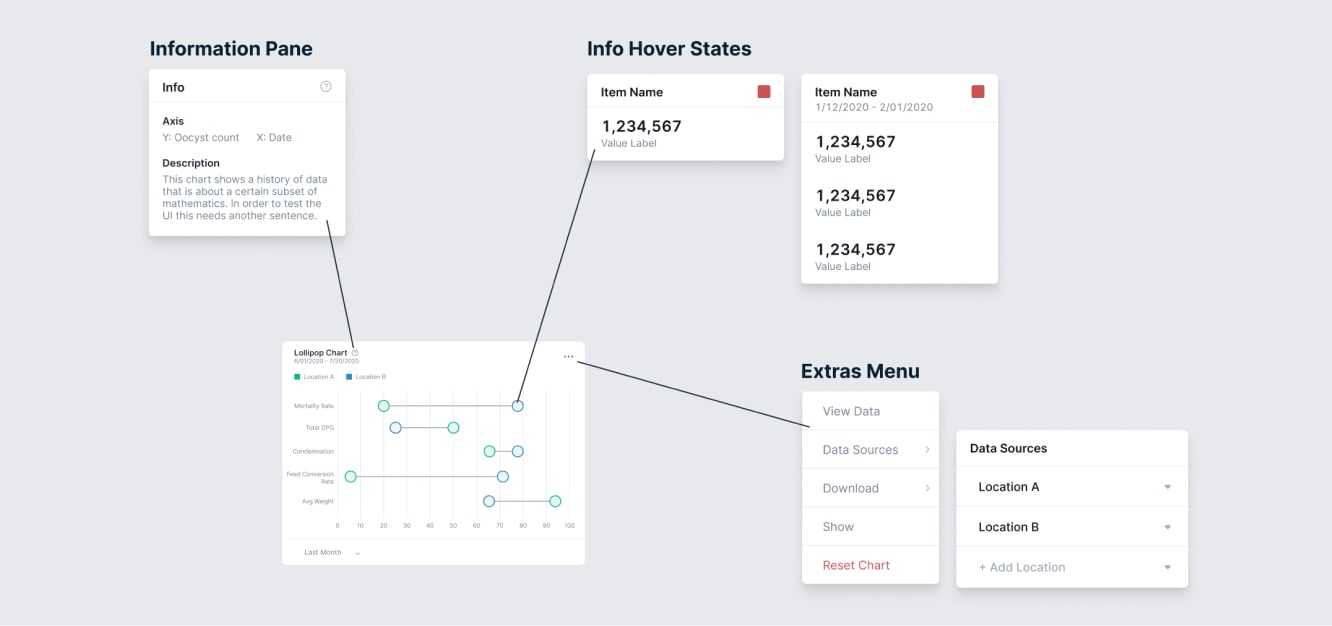 Information Pane
Info
Axis
Y: Oocyst count X: Date
Description
This chart shows a history of data
that is about a certain subset of
mathematics. In order to test the
UI this needs another sentence.
Info Hover States
Item Name
1,234,567
Value Label
Item Name
1/12/2020 - 2/01/2020
1,234,567
Value Label
1,234,567
Value Label
1,234,567
Value Label
Lollipop Chart
6/01/2020 - 7/30/2020
Location A Location B
Mortality Rate
Total DPG
Condemnation
Feed Conversion
Rate
Avg Weight
0 10 20 30 40 50 60 70 80 90 100
Last Month
Extras Menu
View Data
Data Sources
Download
Show
Reset Chart
Data Sources
Location A
Location B
+ Add Location